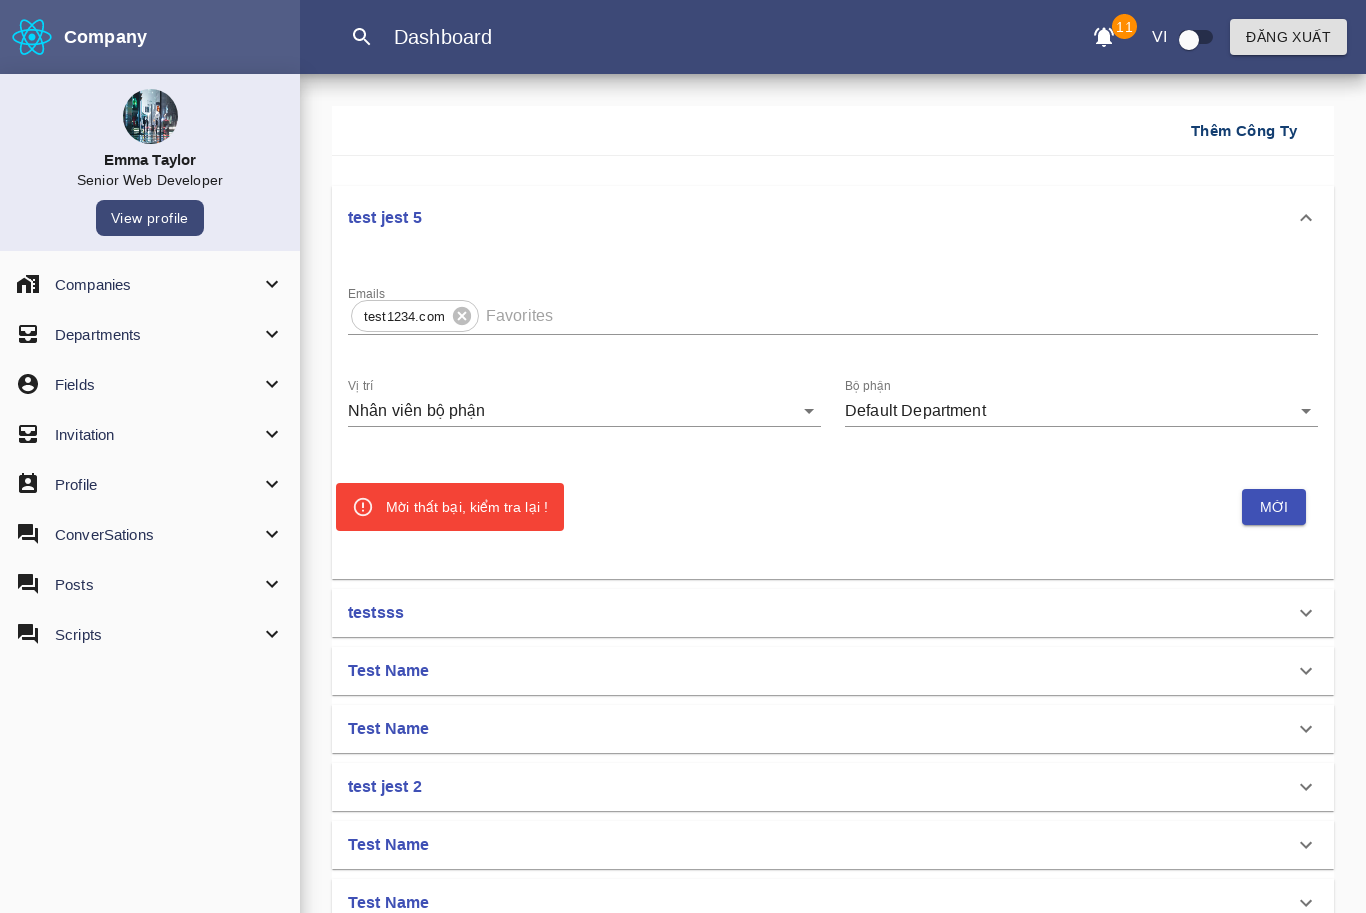 Company
Dashboard
11
VI
ĐĂNG XUẤT
Emma Taylor
Senior Web Developer
View profile
Companies
Departments
Fields
Invitation
Profile
ConverSations
Posts
Scripts
Thêm Công Ty
test jest 5
Emails
test1234.com
Favorites
Vị trí
Bộ phận
Nhân viên bộ phận
Default Department
Mời thất bại, kiểm tra lại !
MỜI
testsss
Test Name
Test Name
test jest 2
Test Name
Test Name